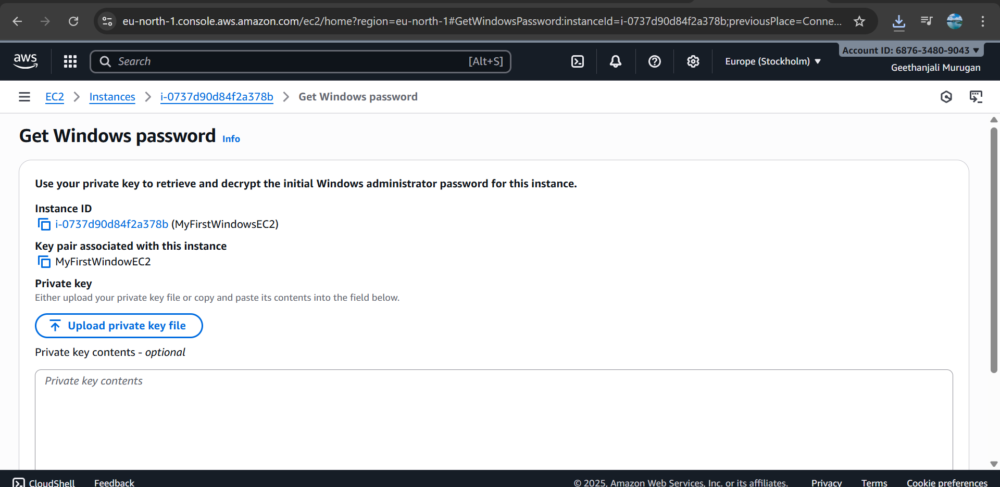 eu-north-1.console.aws.amazon.com/ec2/home?region=eu-north-1#GetWindowsPassword:instanceId=i-0737d90d84f2a378b;previousPlace=Conne...
aws
Search [Alt+S]
Europe (Stockholm)
Account ID: 6876-3480-9043
Geethanjali Murugan
EC2 > Instances > i-0737d90d84f2a378b > Get Windows password
Get Windows password Info
Use your private key to retrieve and decrypt the initial Windows administrator password for this instance.
Instance ID
i-0737d90d84f2a378b (MyFirstWindowsEC2)
Key pair associated with this instance
MyFirstWindowEC2
Private key
Either upload your private key file or copy and paste its contents into the field below.
Upload private key file
Private key contents - optional
Private key contents
CloudShell Feedback © 2025, Amazon Web Services, Inc. or its affiliates. Privacy Terms Cookie preferences